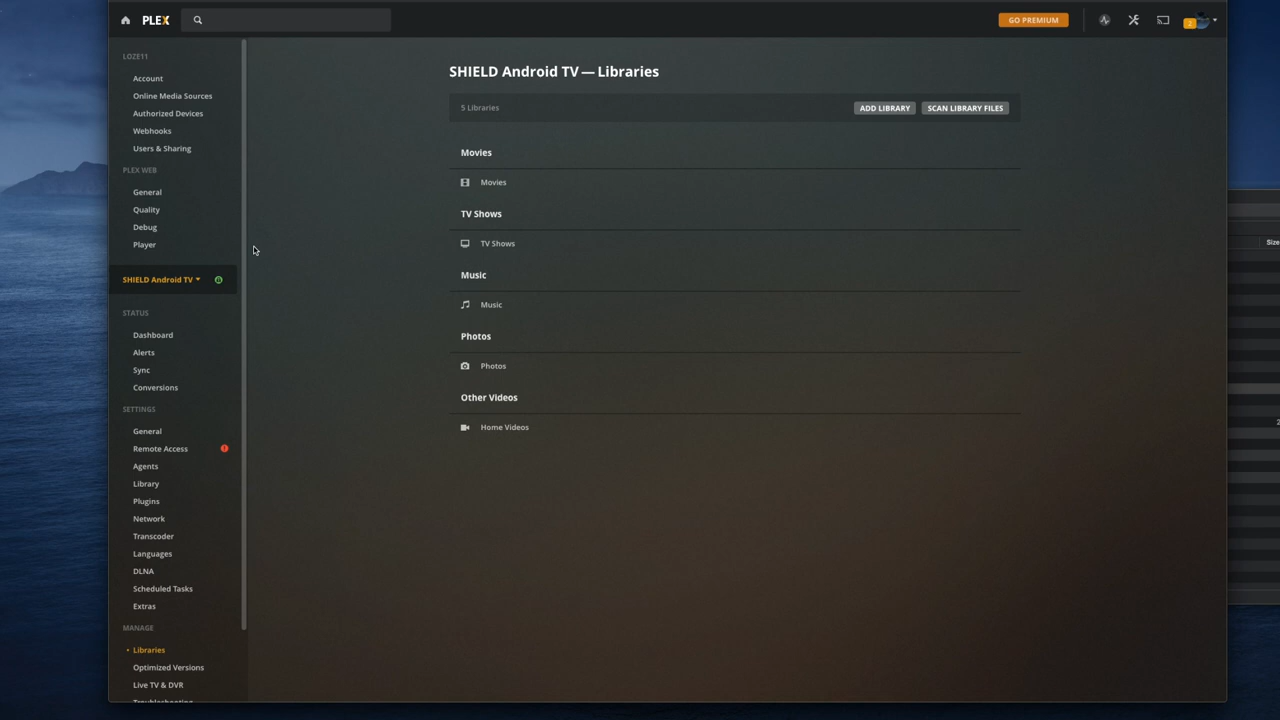 PLEX
GO PREMIUM
2
LOZE11
Account
Online Media Sources
Authorized Devices
Webhooks
Users & Sharing
PLEX WEB
General
Quality
Debug
Player
SHIELD Android TV
STATUS
Dashboard
Alerts
Sync
Conversions
SETTINGS
General
Remote Access
Agents
Library
Plugins
Network
Transcoder
Languages
DLNA
Scheduled Tasks
Extras
MANAGE
Libraries
Optimized Versions
Live TV & DVR
Troubleshooting
SHIELD Android TV — Libraries
5 Libraries
ADD LIBRARY
SCAN LIBRARY FILES
Movies
Movies
TV Shows
TV Shows
Music
Music
Photos
Photos
Other Videos
Home Videos
Size